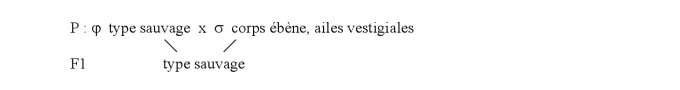 P : φ type sauvage x σ corps ébène, ailes vestigiales
F1 type sauvage